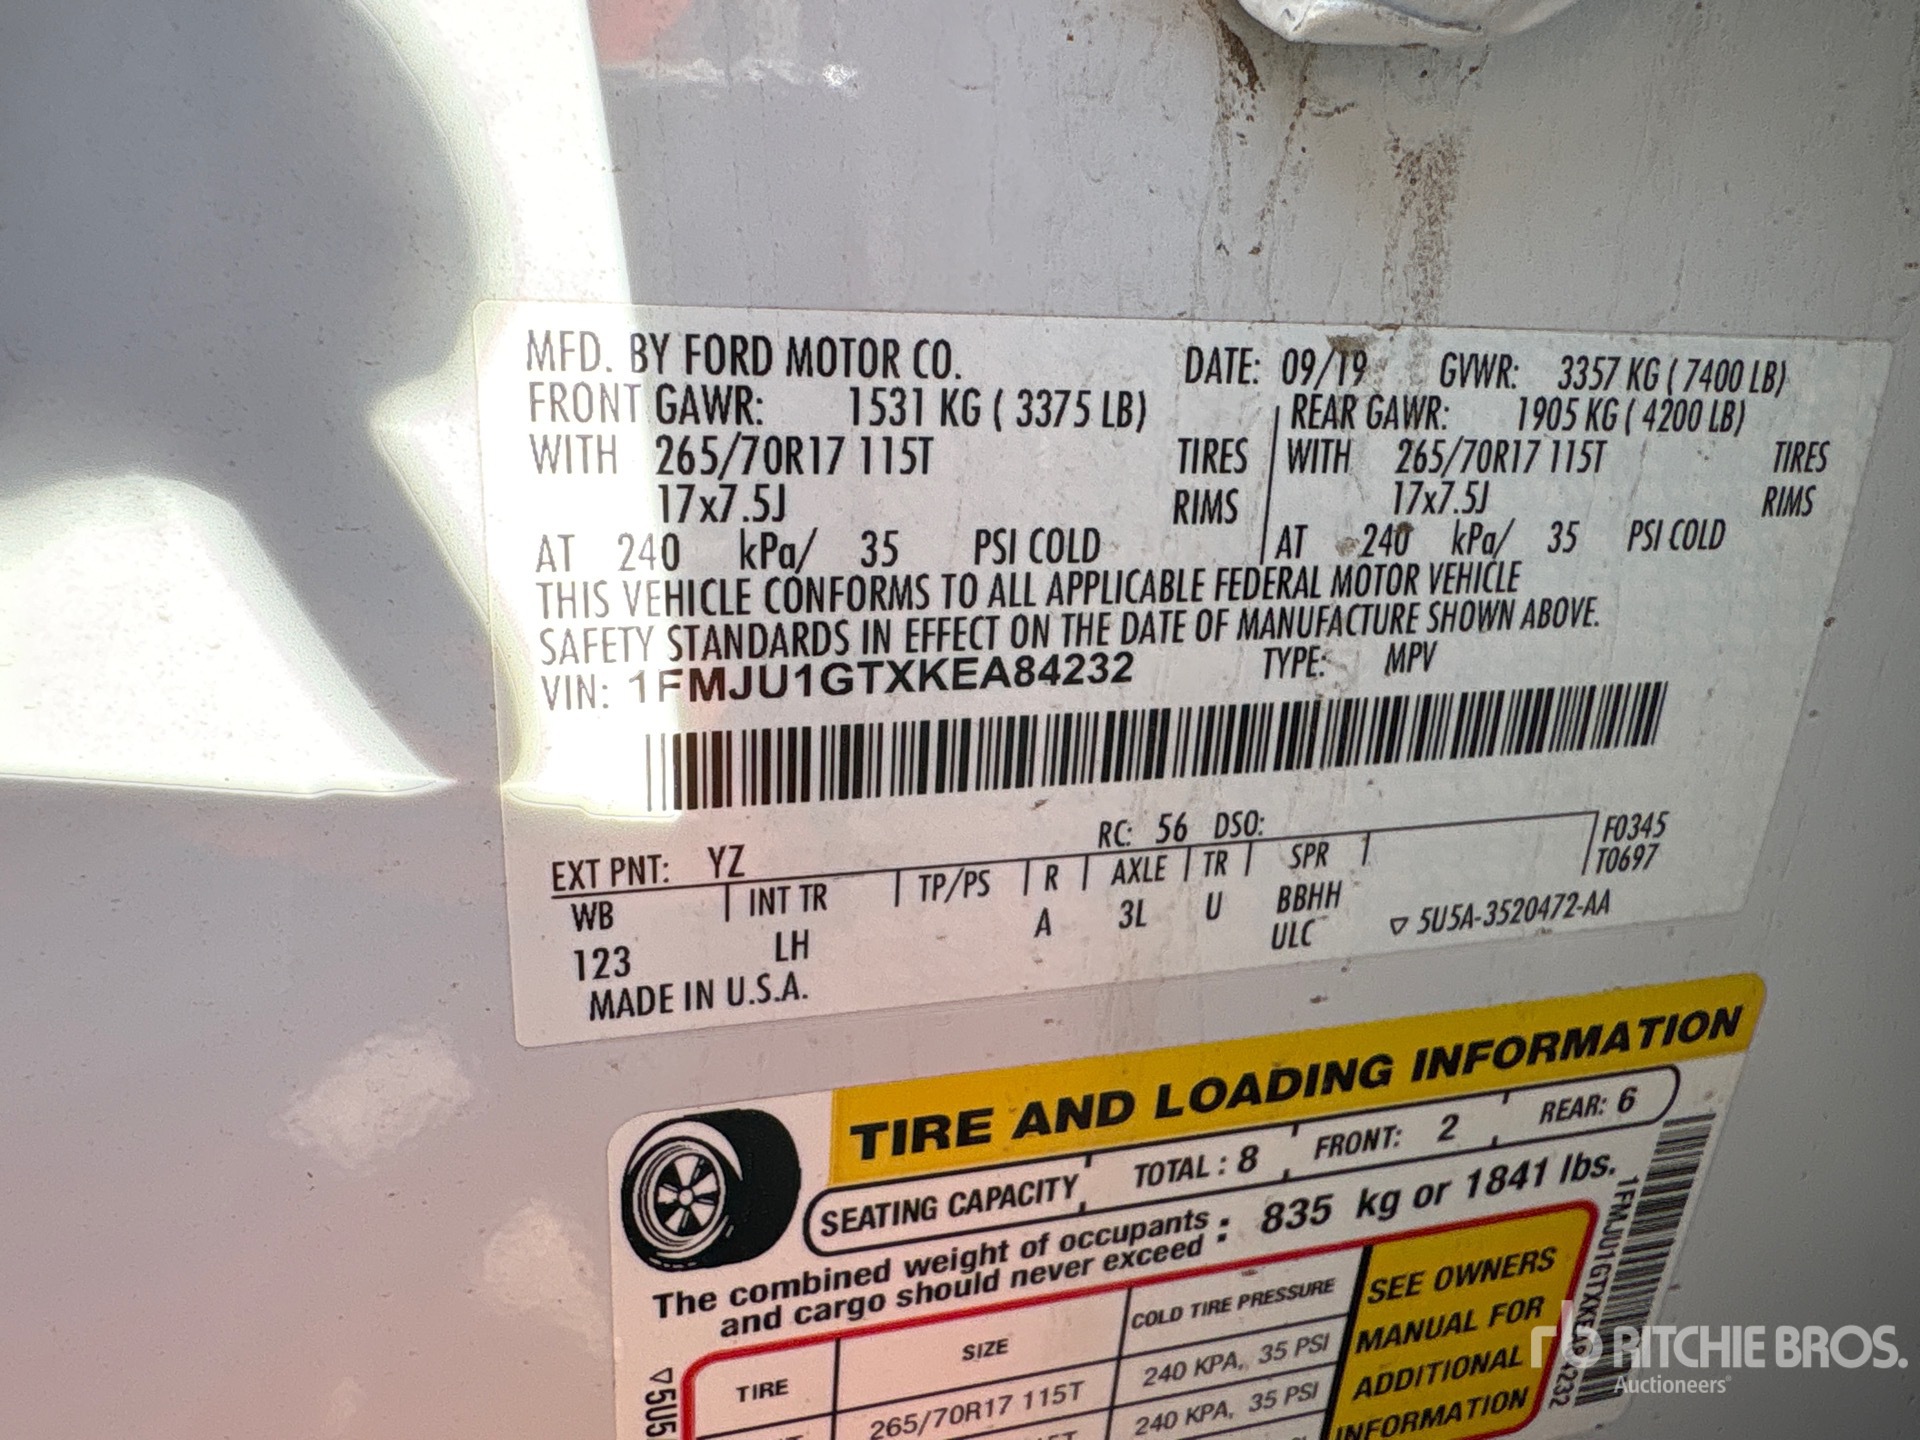 MFD. BY FORD MOTOR CO. DATE: 09/19 GVWR: 3357 KG ( 7400 LB)
FRONT GAWR: 1531 KG ( 3375 LB) REAR GAWR: 1905 KG ( 4200 LB)
WITH 265/70R17 115T TIRES WITH 265/70R17 115T TIRES
17x7.5J RIMS 17x7.5J RIMS
AT 240 kPa/ 35 PSI COLD AT 240 kPa/ 35 PSI COLD
THIS VEHICLE CONFORMS TO ALL APPLICABLE FEDERAL MOTOR VEHICLE
SAFETY STANDARDS IN EFFECT ON THE DATE OF MANUFACTURE SHOWN ABOVE.
VIN: 1FMJU1GTXKEA84232 TYPE: MPV
EXT PNT: YZ RC: 56 DSO: F0345
WB INT TR TP/PS R AXLE TR SPR T0697
123 LH A 3L U BBHH
ULC ▽ 5U5A-3520472-AA
MADE IN U.S.A.
TIRE AND LOADING INFORMATION
SEATING CAPACITY TOTAL : 8 FRONT: 2 REAR: 6
The combined weight of occupants
and cargo should never exceed : 835 kg or 1841 lbs.
TIRE SIZE COLD TIRE PRESSURE
265/70R17 115T 240 KPA, 35 PSI
240 KPA, 35 PSI
SEE OWNERS
MANUAL FOR
ADDITIONAL
INFORMATION
1FMJU1GTXKEA84232
▽5U5
RITCHIE BROS.
Auctioneers